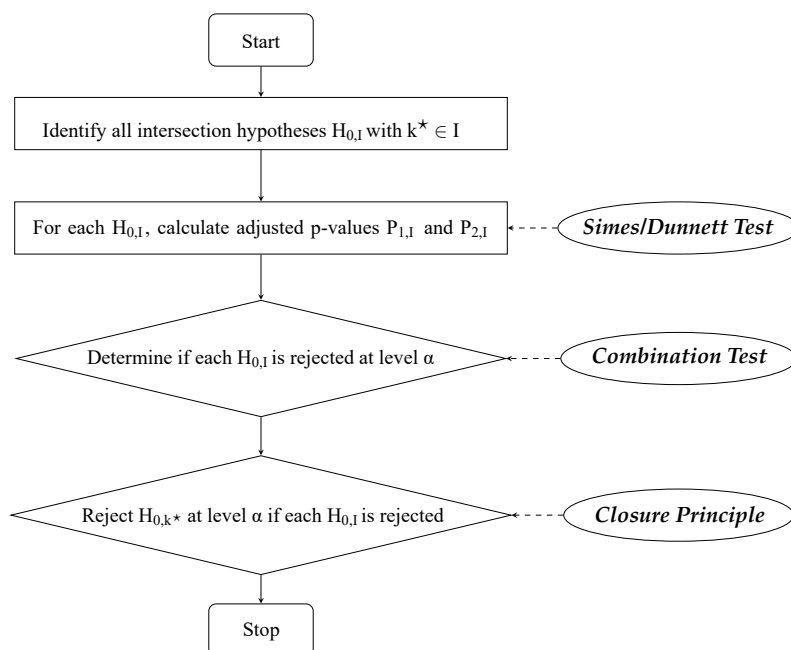 Start
Identify all intersection hypotheses H₀,I with k⋆ ∈ I
For each H₀,I, calculate adjusted p-values P₁,I and P₂,I
Simes/Dunnett Test
Determine if each H₀,I is rejected at level α
Combination Test
Reject H₀,k⋆ at level α if each H₀,I is rejected
Closure Principle
Stop